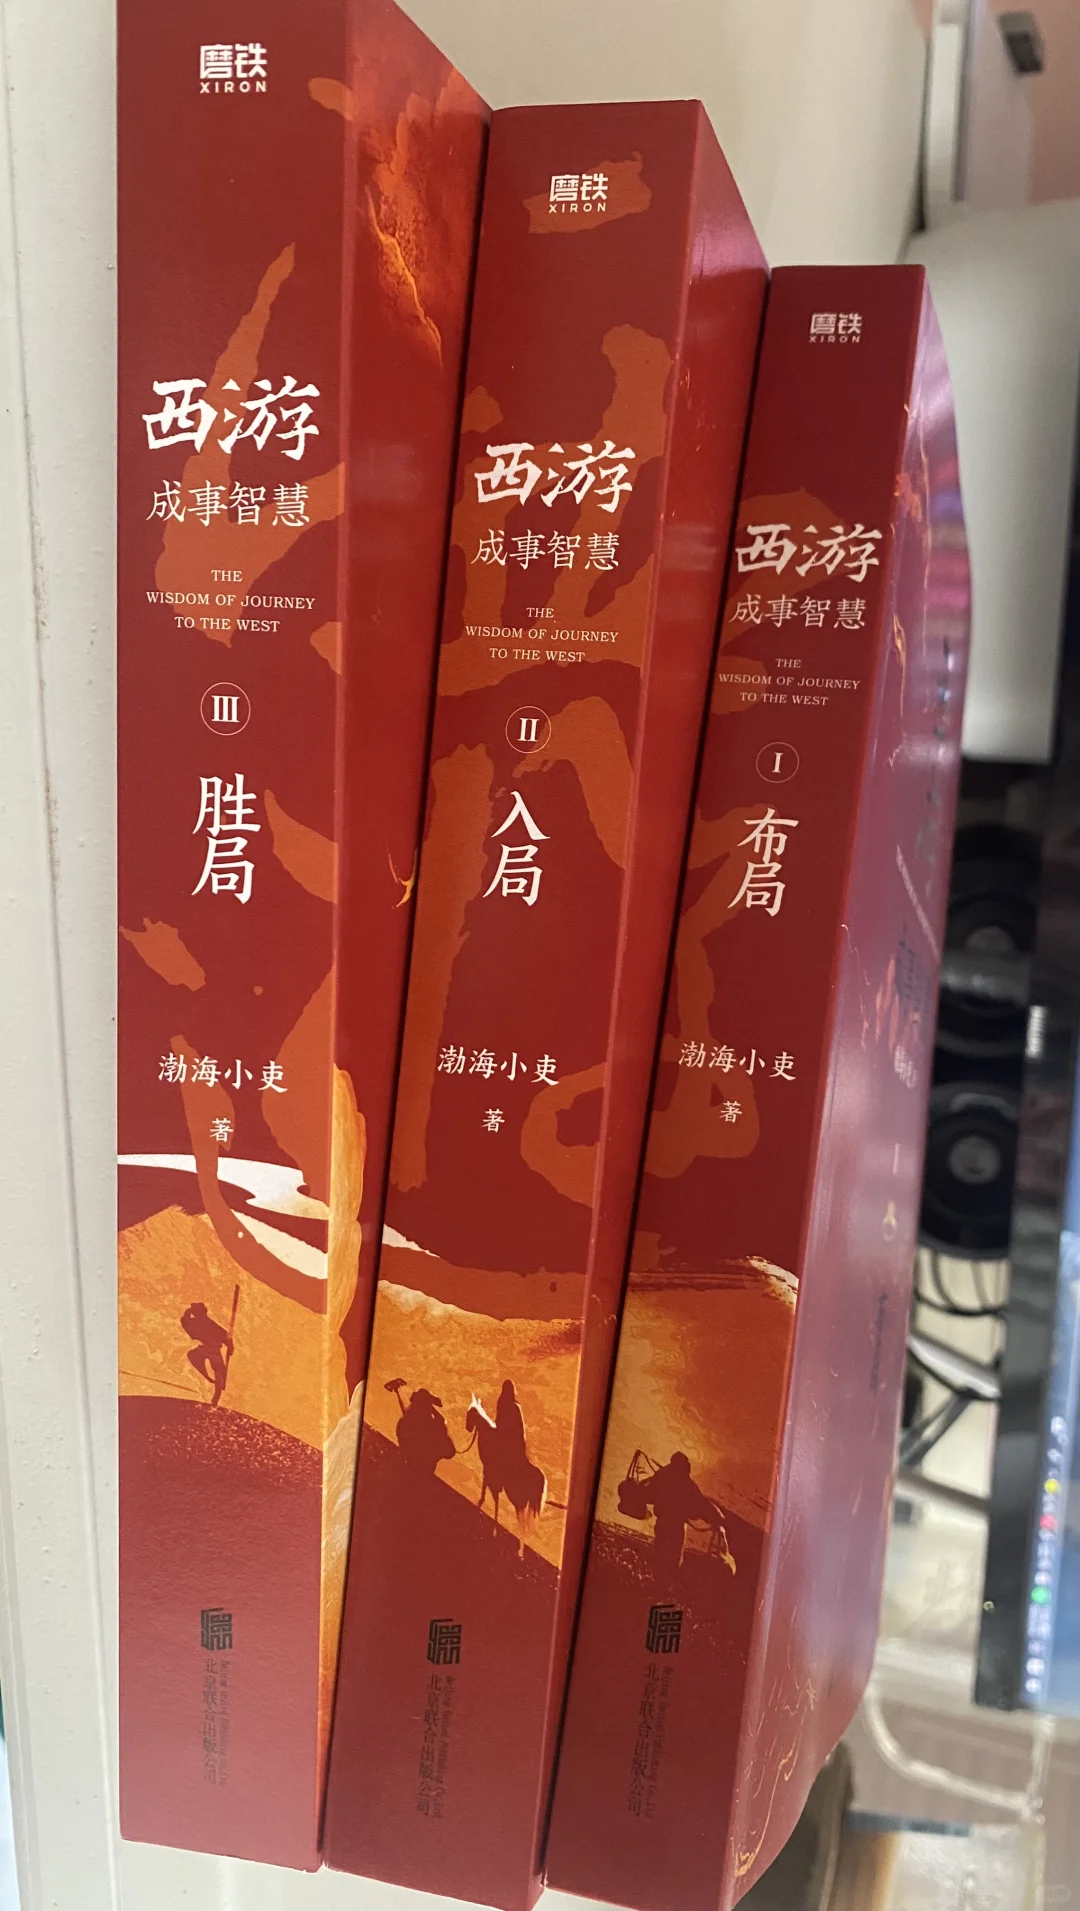 磨铁
XIRON
西游
成事智慧
THE
WISDOM OF JOURNEY
TO THE WEST
III
胜局
渤海小吏
著
北京联合出版公司
磨铁
XIRON
西游
成事智慧
THE
WISDOM OF JOURNEY
TO THE WEST
II
入局
渤海小吏
著
北京联合出版公司
磨铁
XIRON
西游
成事智慧
THE
WISDOM OF JOURNEY
TO THE WEST
I
布局
渤海小吏
著
北京联合出版公司